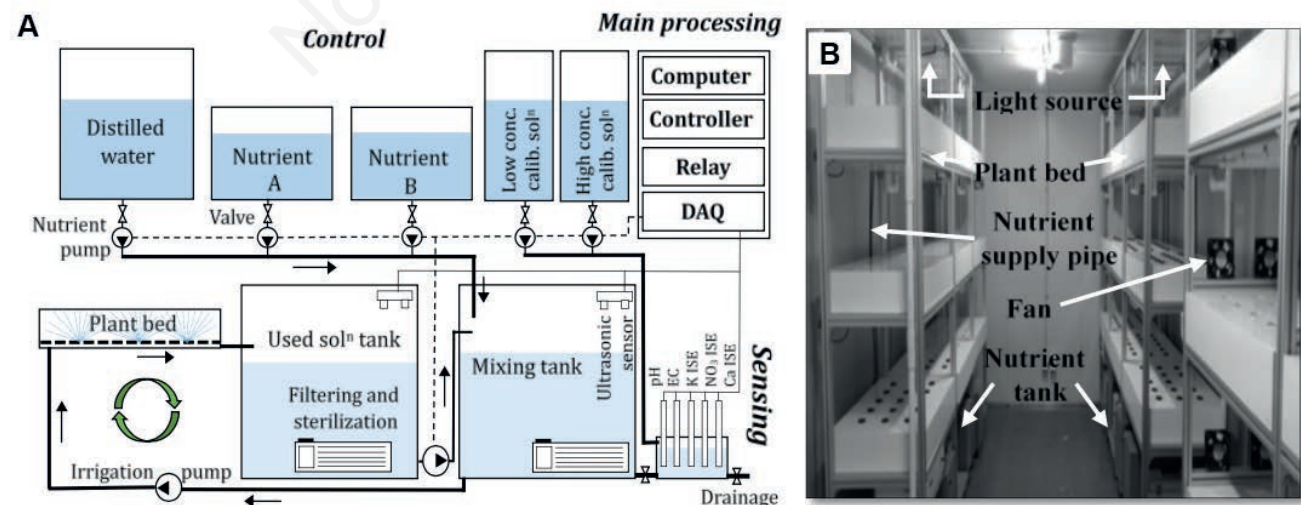 A
Control
Main processing
Distilled
water
Nutrient
A
Nutrient
B
Low conc.
calib. solⁿ
High conc.
calib. solⁿ
Computer
Controller
Relay
DAQ
Nutrient
pump
Valve
Plant bed
Used solⁿ tank
Filtering and
sterilization
Mixing tank
Ultrasonic
sensor
pH
EC
K ISE
NO₃ ISE
Ca ISE
Sensing
Irrigation pump
Drainage
B
Light source
Plant bed
Nutrient
supply pipe
Fan
Nutrient
tank